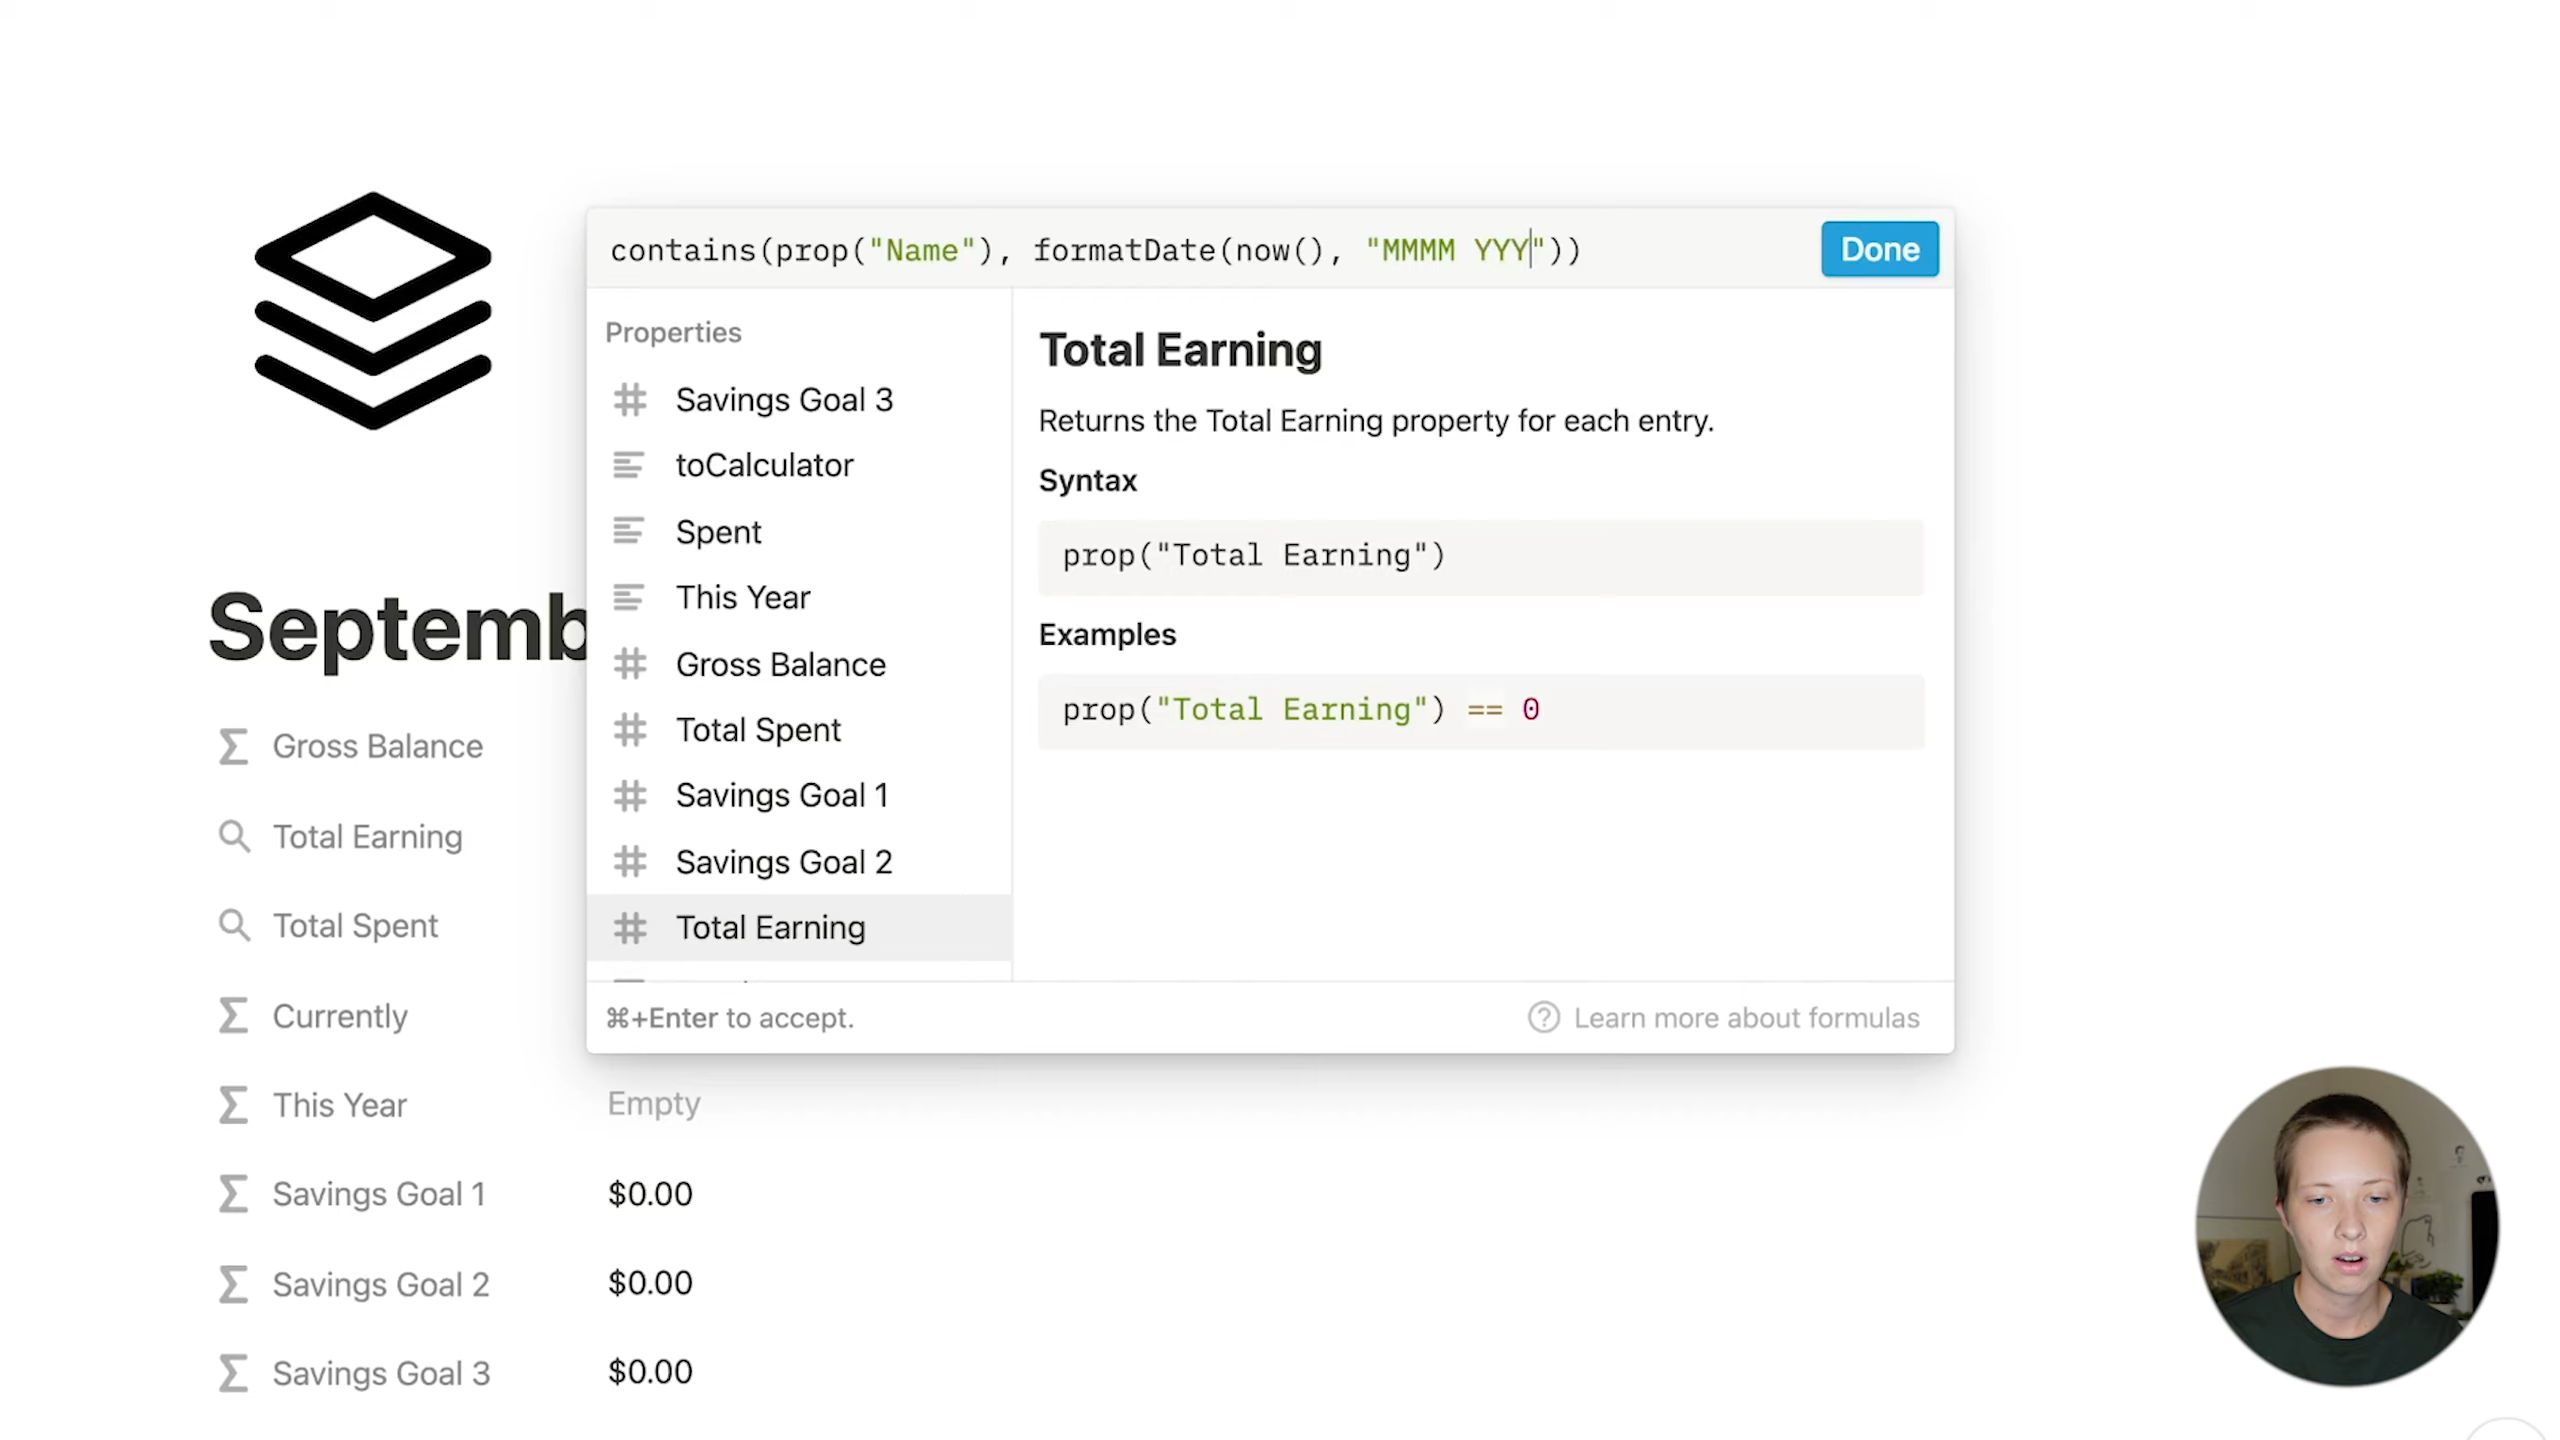 contains(prop("Name"), formatDate(now(), "MMMM YYY"))
Done
Properties
Savings Goal 3
toCalculator
Spent
This Year
Gross Balance
Total Spent
Savings Goal 1
Savings Goal 2
Total Earning
Total Earning
Returns the Total Earning property for each entry.
Syntax
prop("Total Earning")
Examples
prop("Total Earning") == 0
⌘+Enter to accept.
Learn more about formulas
Septemb
Gross Balance
Total Earning
Total Spent
Currently
This Year Empty
Savings Goal 1 $0.00
Savings Goal 2 $0.00
Savings Goal 3 $0.00